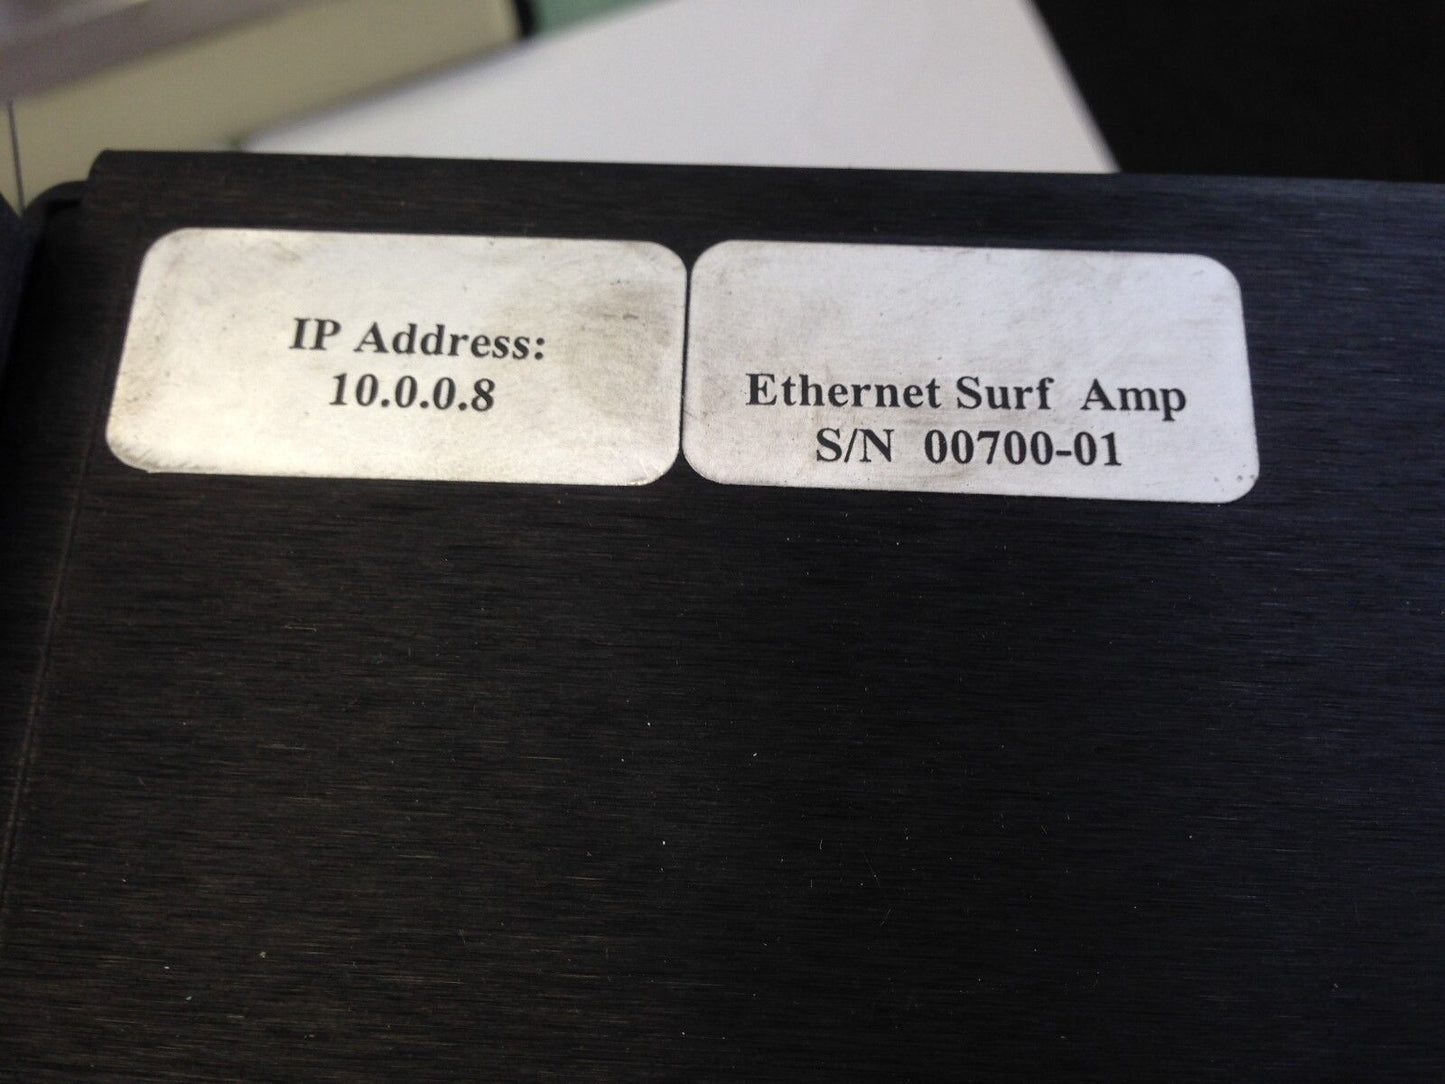 IP Address:
10.0.0.8
Ethernet Surf  Amp
S/N  00700-01